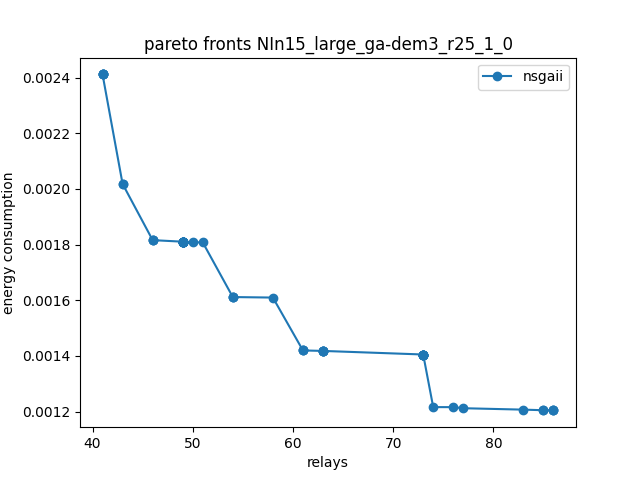 pareto fronts NIn15_large_ga-dem3_r25_1_0
nsgaii
0.0024
0.0022
0.0020
0.0018
0.0016
0.0014
0.0012
energy consumption
40 50 60 70 80
relays